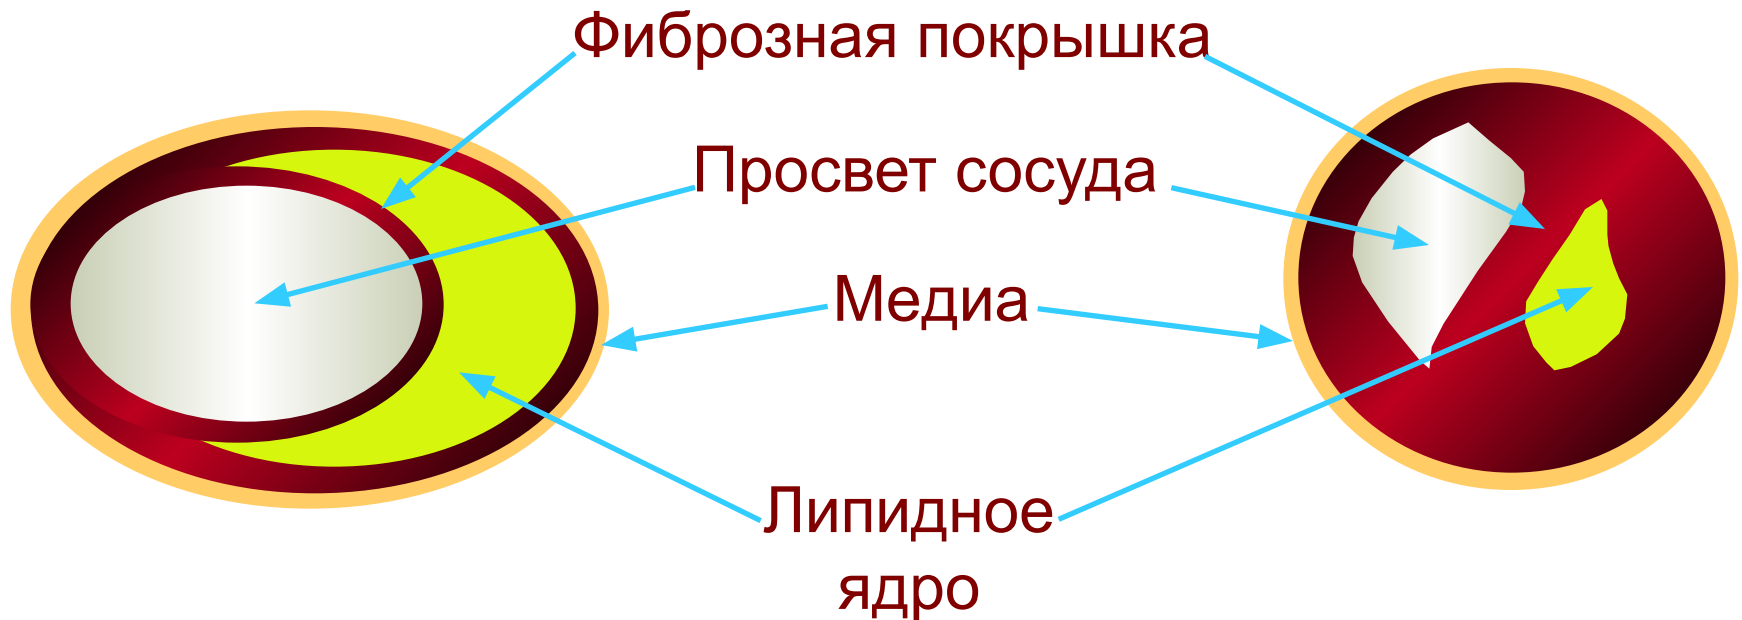 Фиброзная покрышка
Просвет сосуда
Медиа
Липидное
ядро